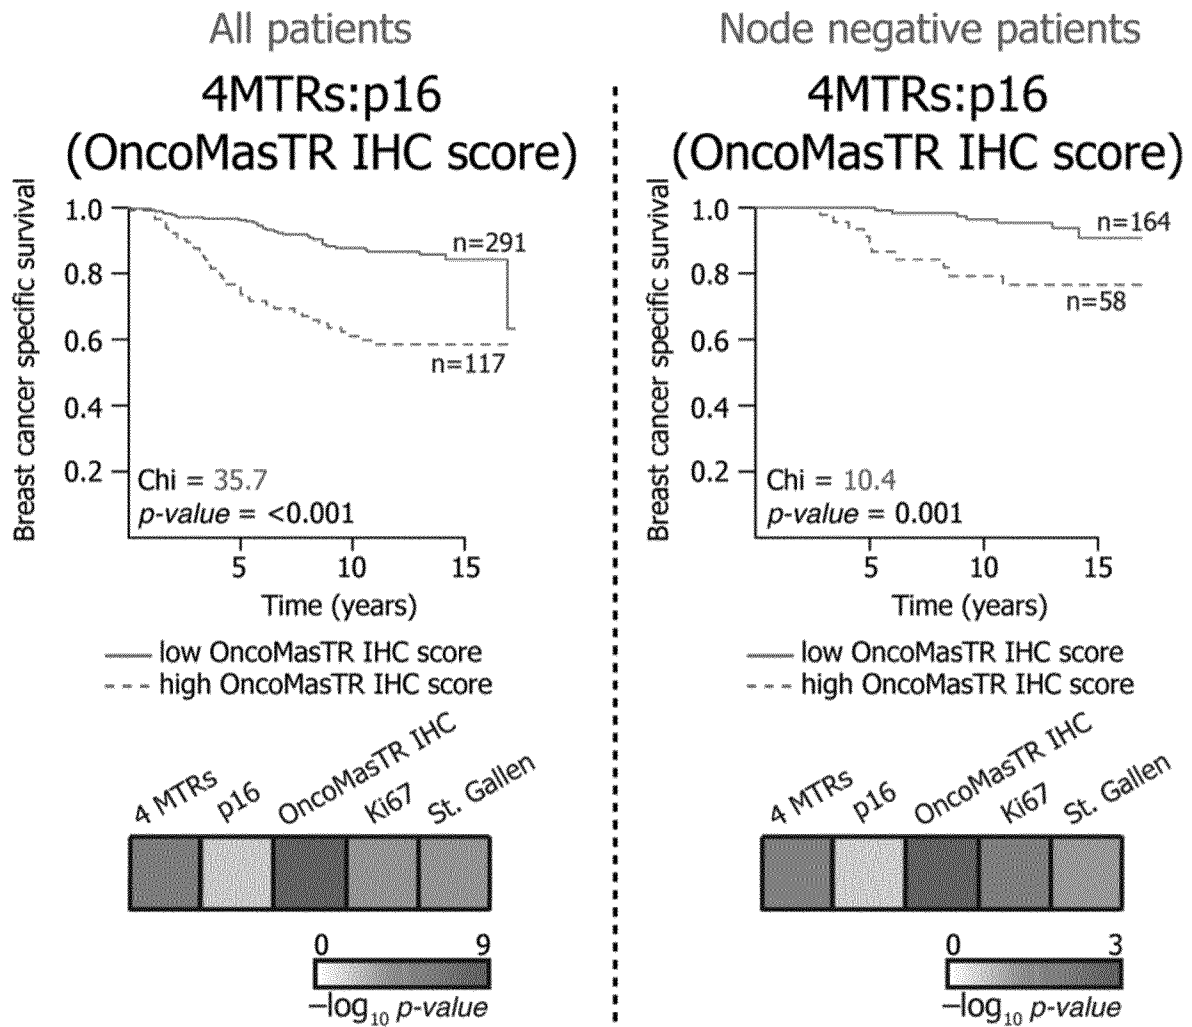 All patients
4MTRs:p16
(OncoMasTR IHC score)
Breast cancer specific survival
1.0
0.8
0.6
0.4
0.2
n=291
n=117
Chi = 35.7
p-value = <0.001
5 10 15
Time (years)
low OncoMasTR IHC score
high OncoMasTR IHC score
4 MTRs
p16
OncoMasTR IHC
Ki67
St. Gallen
0 9
–log10 p-value
Node negative patients
4MTRs:p16
(OncoMasTR IHC score)
Breast cancer specific survival
1.0
0.8
0.6
0.4
0.2
n=164
n=58
Chi = 10.4
p-value = 0.001
5 10 15
Time (years)
low OncoMasTR IHC score
high OncoMasTR IHC score
4 MTRs
p16
OncoMasTR IHC
Ki67
St. Gallen
0 3
–log10 p-value